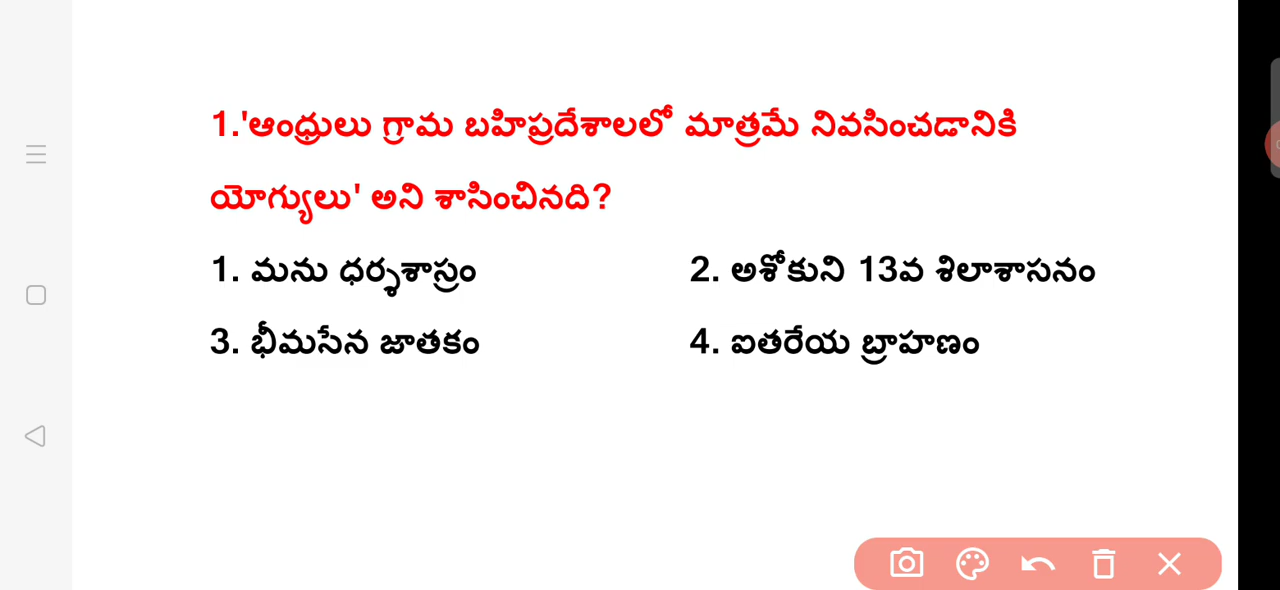 1.'ఆంధ్రులు గ్రామ బహిప్రదేశాలలో మాత్రమే నివసించడానికి
యోగ్యులు' అని శాసించినది?
1. మను ధర్శశాస్త్రం 2. అశోకుని 13వ శిలాశాసనం
3. భీమసేన జాతకం 4. ఐతరేయ బ్రాహణం